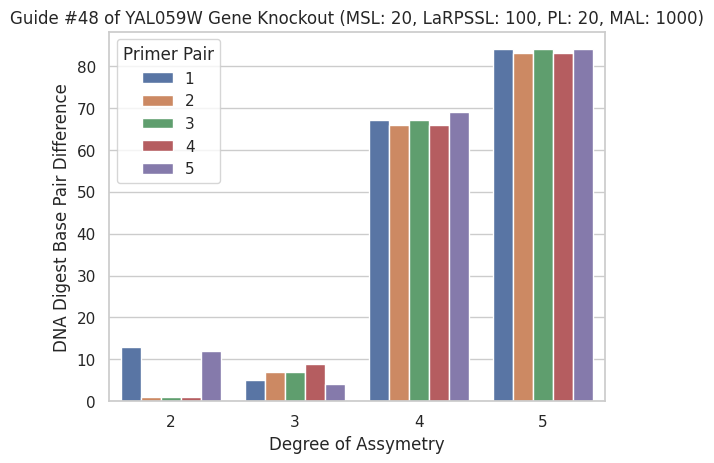 Guide #48 of YAL059W Gene Knockout (MSL: 20, LaRPSSL: 100, PL: 20, MAL: 1000)
Primer Pair
1
2
3
4
5
DNA Digest Base Pair Difference
80
70
60
50
40
30
20
10
0
2 3 4 5
Degree of Assymetry